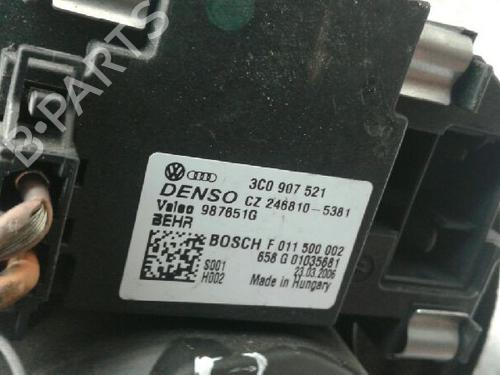 B-PARTS
3C0 907 521
DENSO CZ 246810-5381
Valeo 987651G
BEHR
BOSCH F 011 500 002
658 G 01035681
S001 23.03.2006
H002 Made in Hungary